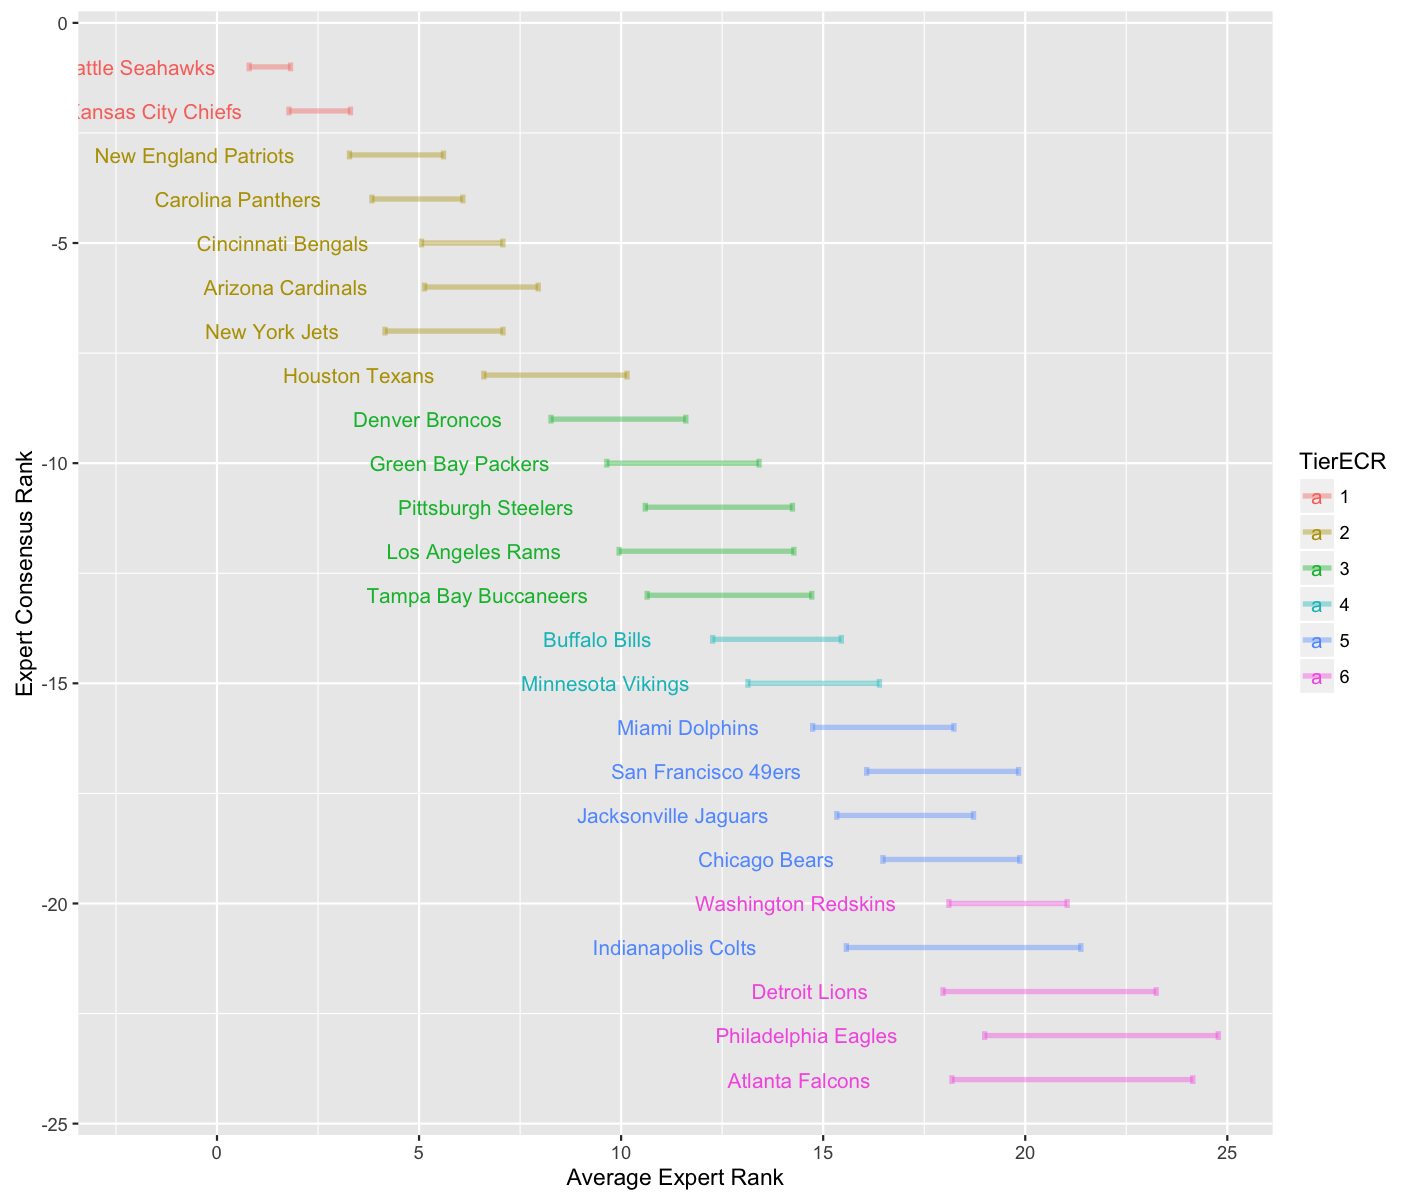 0
attle Seahawks
Kansas City Chiefs
New England Patriots
Carolina Panthers
-5
Cincinnati Bengals
Arizona Cardinals
New York Jets
Houston Texans
Denver Broncos
-10
Green Bay Packers
Pittsburgh Steelers
Los Angeles Rams
Tampa Bay Buccaneers
Buffalo Bills
-15
Minnesota Vikings
Miami Dolphins
San Francisco 49ers
Jacksonville Jaguars
Chicago Bears
-20
Washington Redskins
Indianapolis Colts
Detroit Lions
Philadelphia Eagles
Atlanta Falcons
-25
0 5 10 15 20 25
Average Expert Rank
Expert Consensus Rank
TierECR
a 1
a 2
a 3
a 4
a 5
a 6